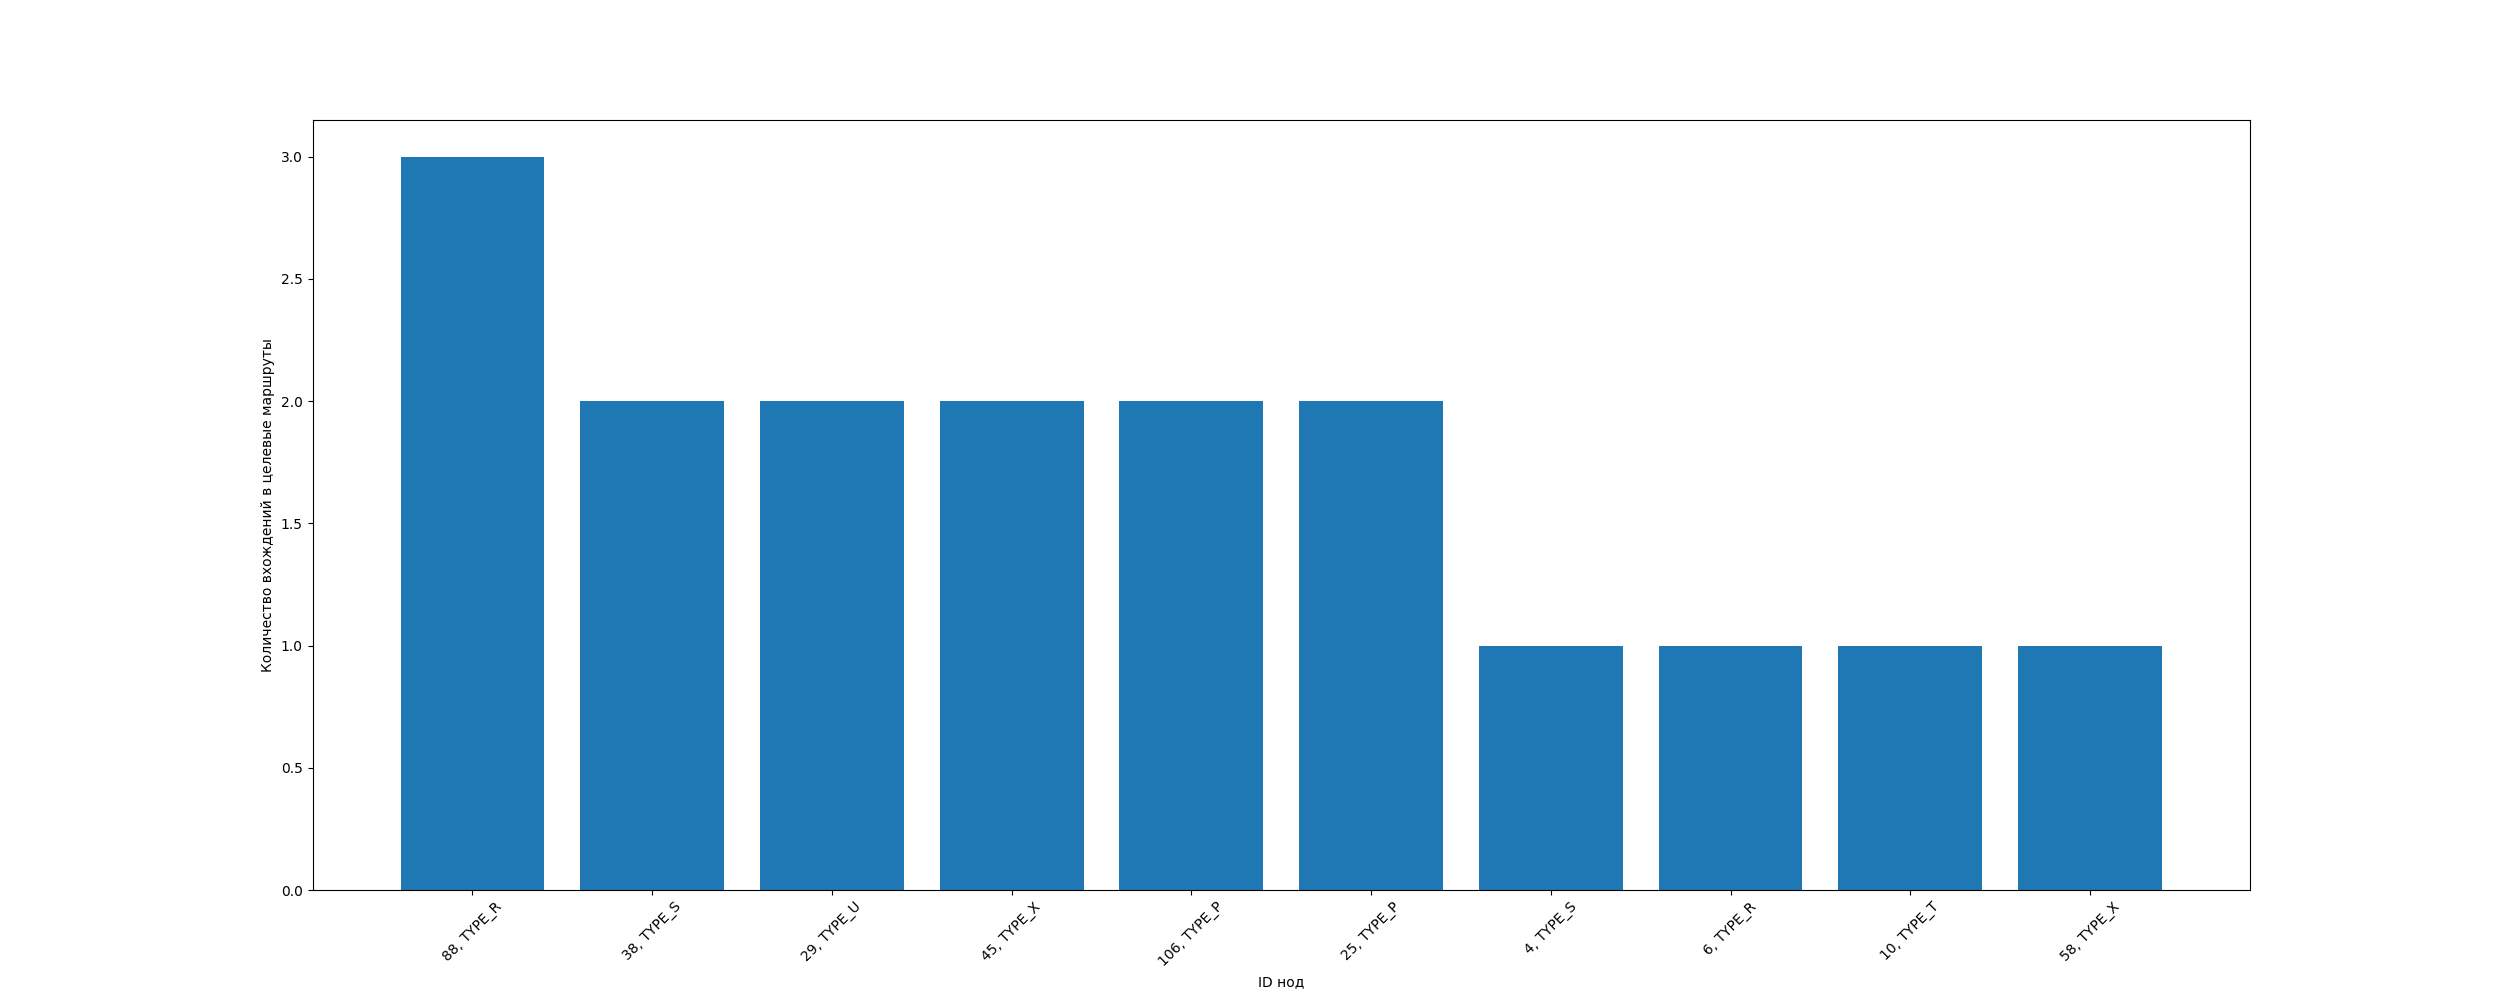 Количество вхождений в целевые маршруты
3.0
2.5
2.0
1.5
1.0
0.5
0.0
88, TYPE_R
38, TYPE_S
29, TYPE_U
45, TYPE_X
106, TYPE_P
25, TYPE_P
4, TYPE_S
6, TYPE_R
10, TYPE_T
58, TYPE_X
ID нод